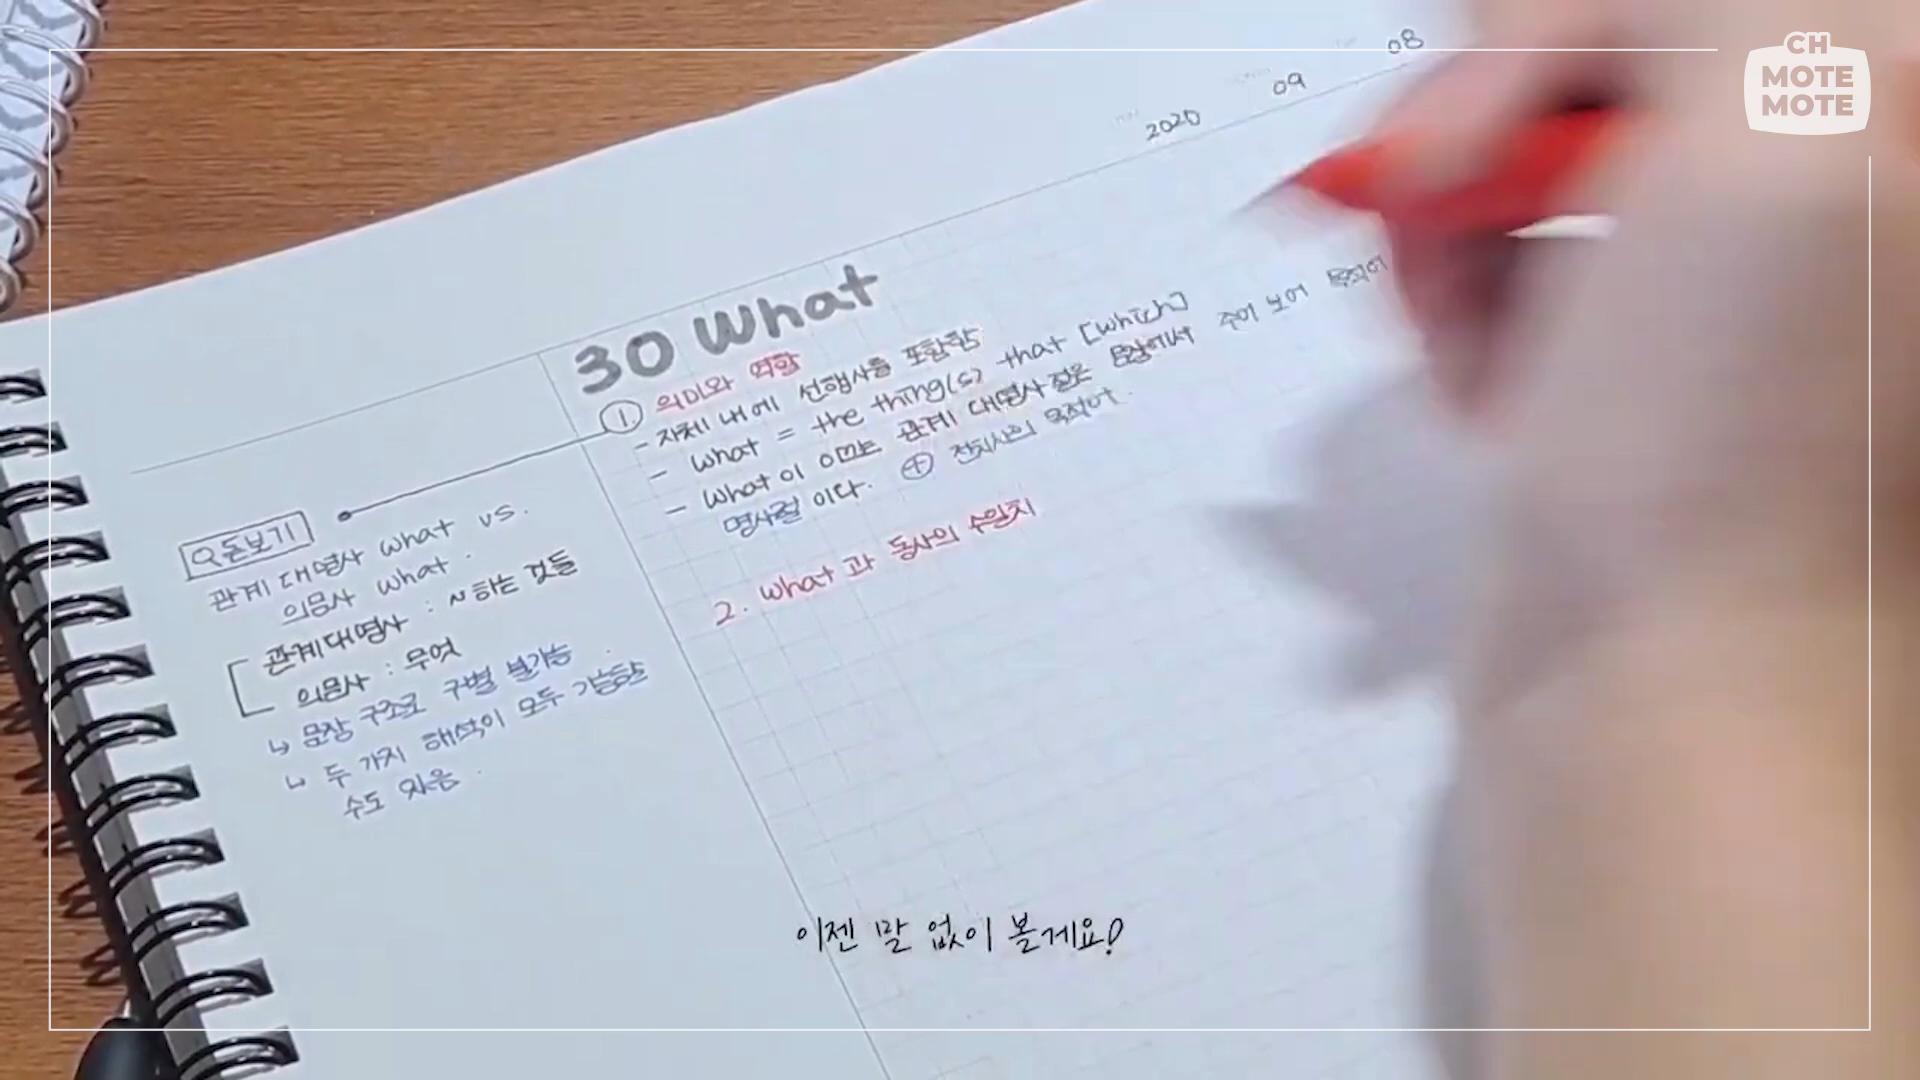 CH
MOTE
MOTE
2020 09 08
30 What
① 의미와 역할
- 자체 내에 선행사를 포함함
- What = the thing(s) that [which]
- What이 이끄는 관계대명사절은 문장에서 주어 보어 목적어
명사절이다. ⊕ 전치사의 목적어.
2. What과 동사의 수일치
돋보기
관계대명사 what vs.
의문사 what.
관계대명사 : ~하는 것들
의문사 : 무엇
↳ 문장 구조로 구별 불가능.
↳ 두 가지 해석이 모두 가능할
수도 있음.
이젠 말 없이 볼게요!